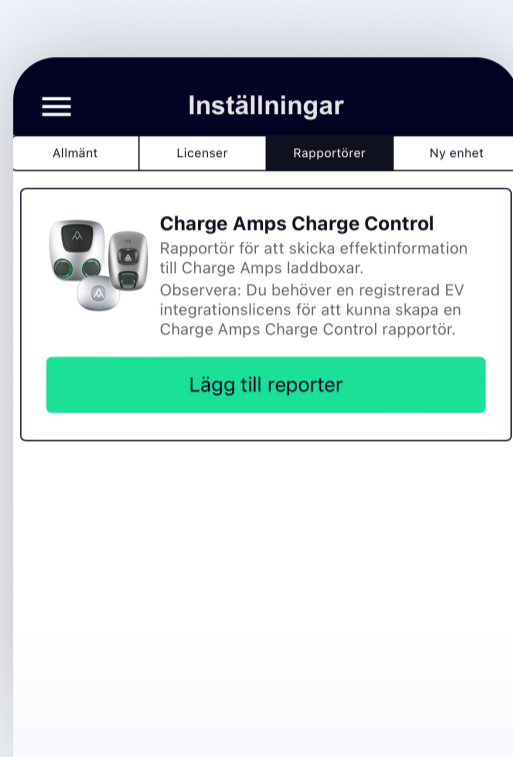 Inställningar
Allmänt Licenser Rapportörer Ny enhet
Charge Amps Charge Control
Rapportör för att skicka effektinformation
till Charge Amps laddboxar.
Observera: Du behöver en registrerad EV
integrationslicens för att kunna skapa en
Charge Amps Charge Control rapportör.
Lägg till reporter